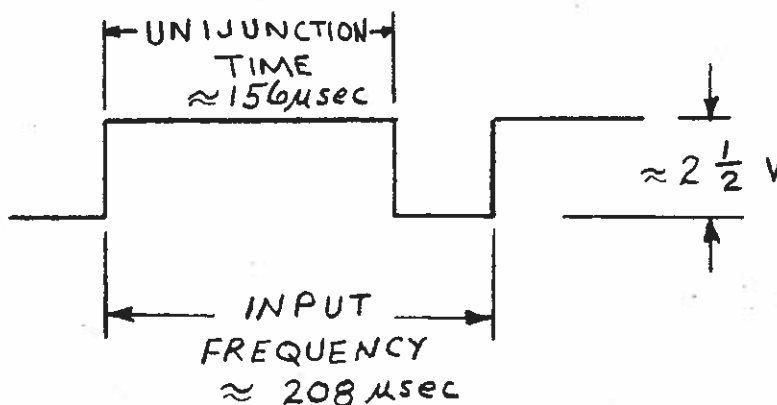 UNIJUNCTION
TIME
≈156μsec
≈ 2 1/2 V
INPUT
FREQUENCY
≈ 208 μsec